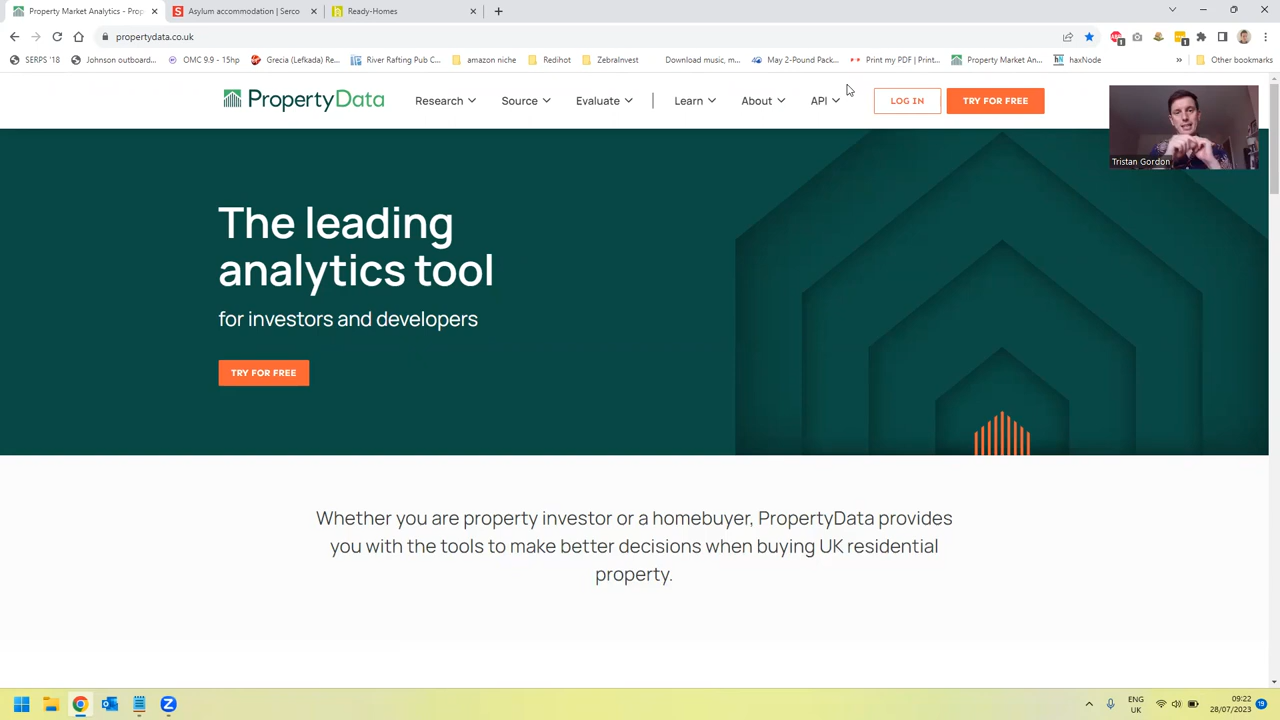 Property Market Analytics - Prop
Asylum accommodation | Serco
Ready-Homes
propertydata.co.uk
SERPS '18
Johnson outboard...
OMC 9.9 - 15hp
Grecia (Lefkada) Re...
River Rafting Pub C...
amazon niche
Redihot
ZebraInvest
Download music, m...
May 2-Pound Pack...
Print my PDF | Print...
Property Market An...
haxNode
»
Other bookmarks
PropertyData
Research
Source
Evaluate
Learn
About
API
LOG IN
TRY FOR FREE
Tristan Gordon
The leading
analytics tool
for investors and developers
TRY FOR FREE
Whether you are property investor or a homebuyer, PropertyData provides
you with the tools to make better decisions when buying UK residential
property.
ENG
UK
09:22
28/07/2023
19